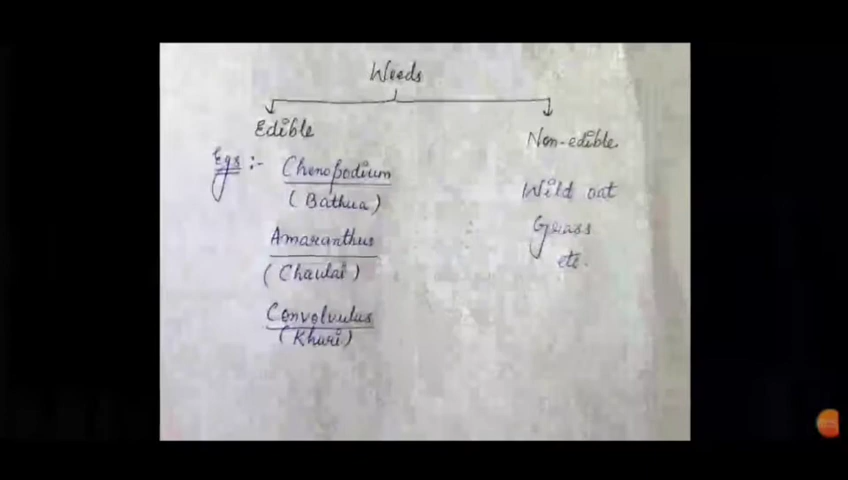 Weeds
Edible
Non-edible
Egs :- Chenopodium
(Bathua)
Amaranthus
(Chaulai)
Convolvulus
(Khuri)
Wild oat
Grass
etc.